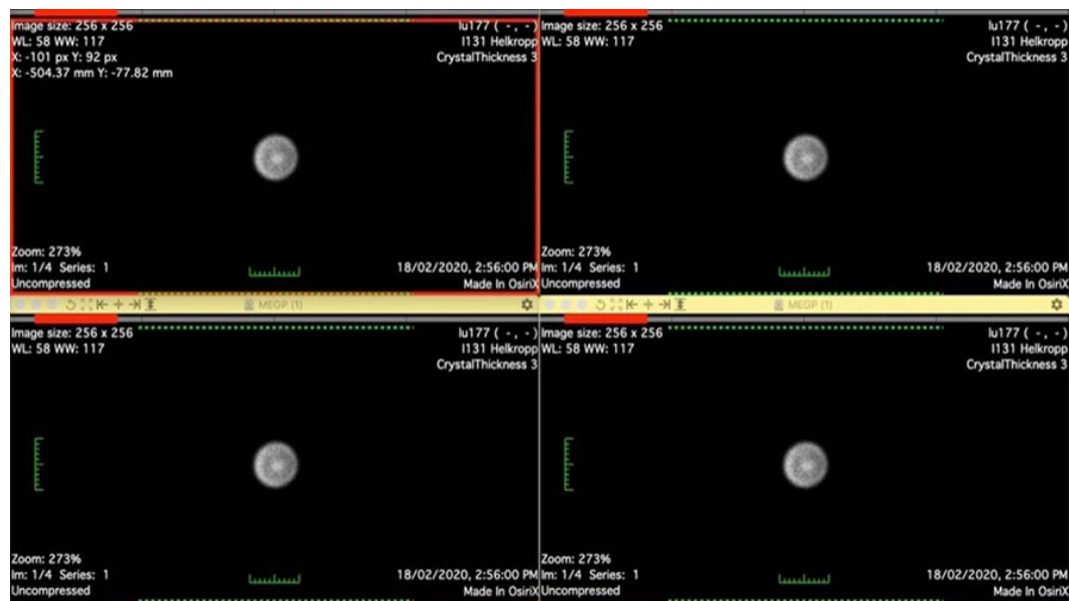 Image size: 256 x 256
WL: 58 WW: 117
X: -101 px Y: 92 px
X: -504.37 mm Y: -77.82 mm
lu177 ( -, - )
I131 Helkropp
CrystalThickness 3
Zoom: 273%
Im: 1/4 Series: 1
Uncompressed
18/02/2020, 2:56:00 PM
Made In OsiriX
Image size: 256 x 256
WL: 58 WW: 117
lu177 ( -, - )
I131 Helkropp
CrystalThickness 3
Zoom: 273%
Im: 1/4 Series: 1
Uncompressed
18/02/2020, 2:56:00 PM
Made In OsiriX
MEGP (1)
MEGP (1)
Image size: 256 x 256
WL: 58 WW: 117
lu177 ( -, - )
I131 Helkropp
CrystalThickness 3
Zoom: 273%
Im: 1/4 Series: 1
Uncompressed
18/02/2020, 2:56:00 PM
Made In OsiriX
Image size: 256 x 256
WL: 58 WW: 117
lu177 ( -, - )
I131 Helkropp
CrystalThickness 3
Zoom: 273%
Im: 1/4 Series: 1
Uncompressed
18/02/2020, 2:56:00 PM
Made In OsiriX